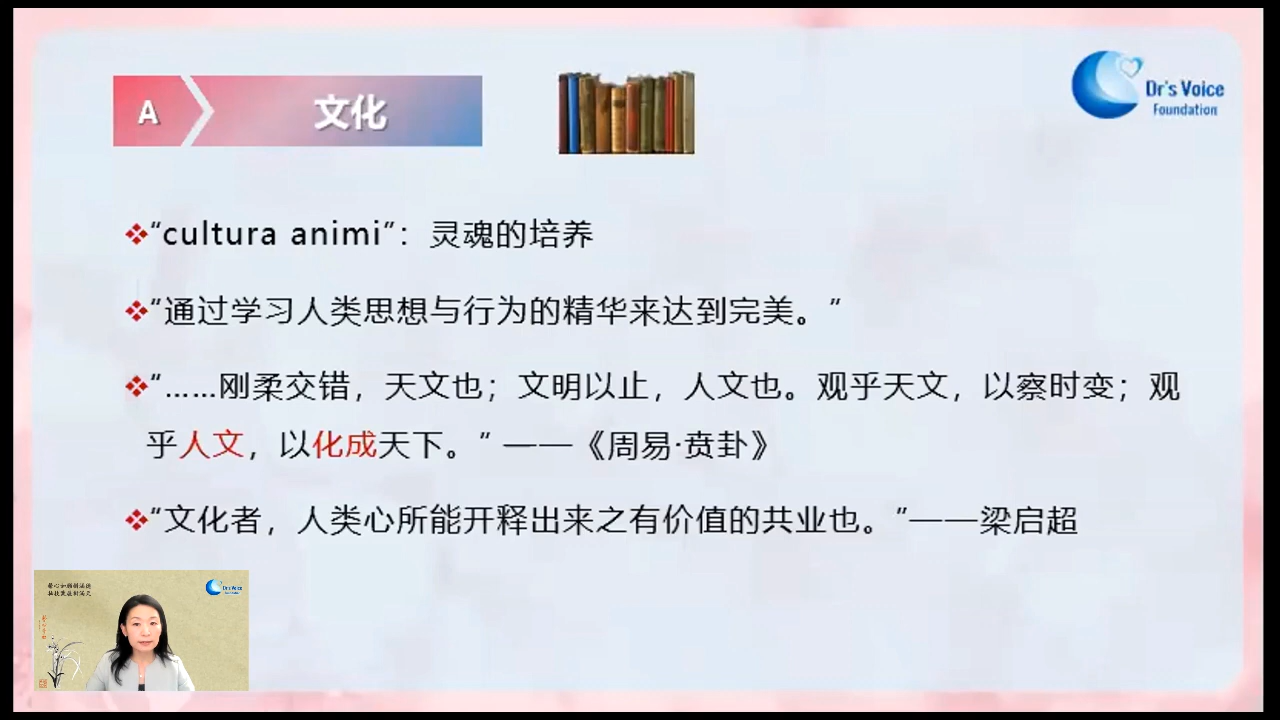 A 文化
Dr's Voice
Foundation
“cultura animi”：灵魂的培养
“通过学习人类思想与行为的精华来达到完美。”
“……刚柔交错，天文也；文明以止，人文也。观乎天文，以察时变；观
乎人文，以化成天下。” ——《周易·贲卦》
“文化者，人类心所能开释出来之有价值的共业也。”——梁启超
Dr's Voice